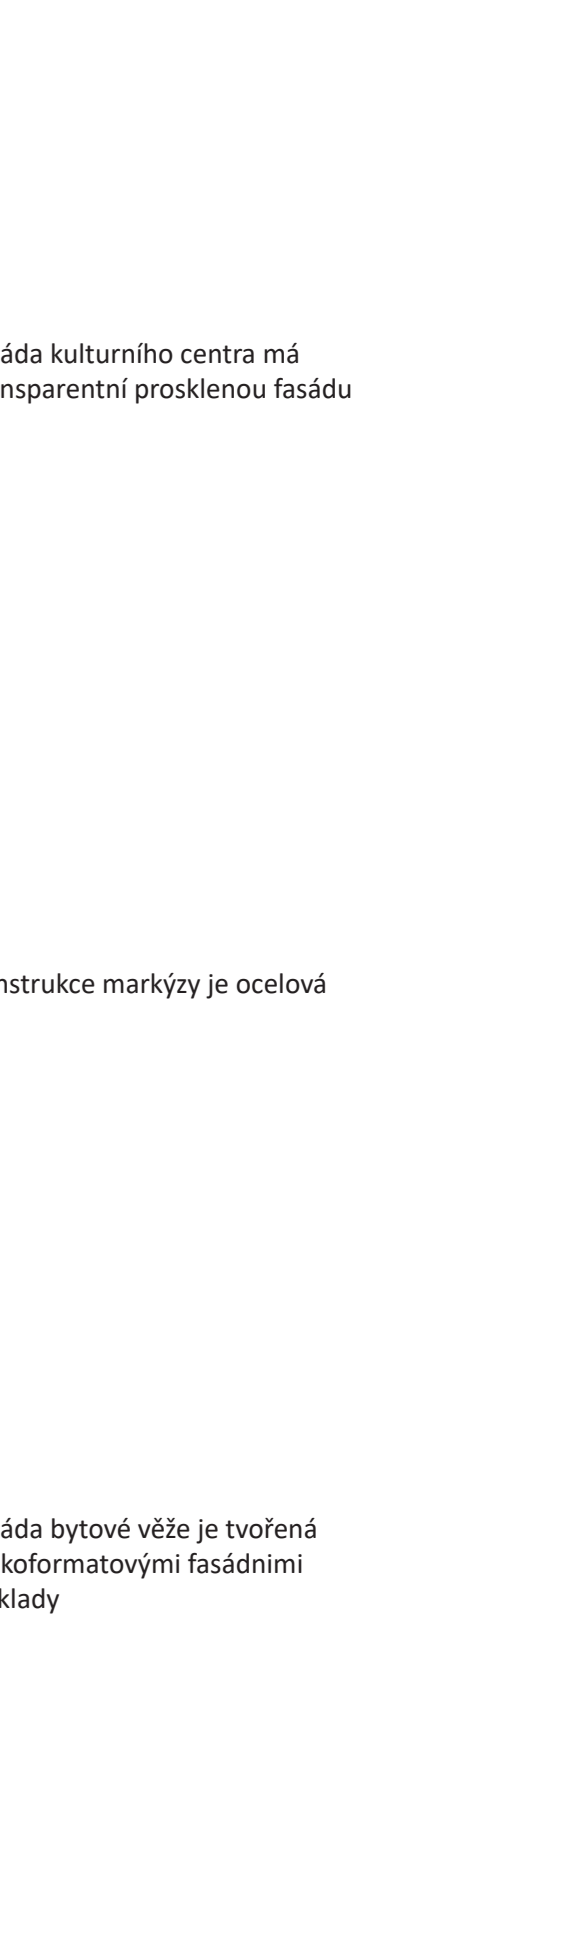 áda kulturního centra má
nsparentní prosklenou fasádu
nstrukce markýzy je ocelová
áda bytové věže je tvořená
koformatovými fasádnimi
klady